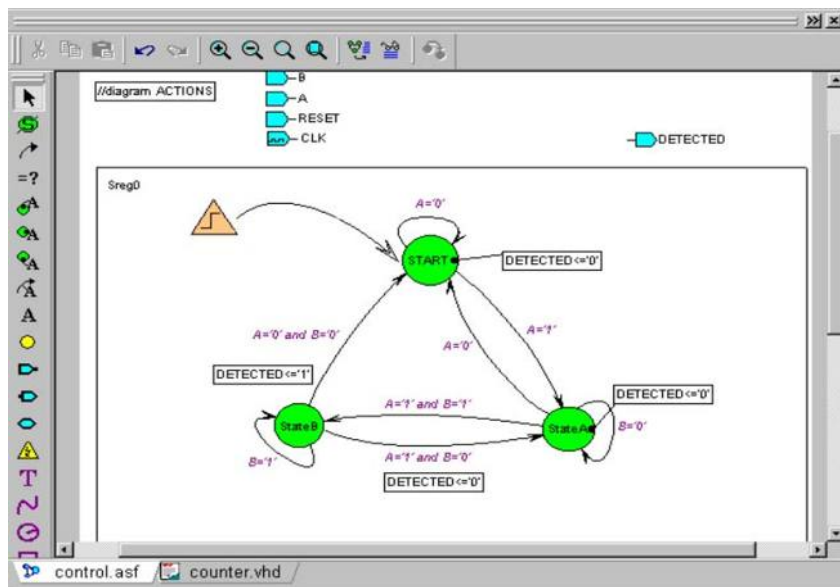 B
//diagram ACTIONS
A
RESET
CLK
DETECTED
Sreg0
A='0'
START
DETECTED<='0'
A='0' and B='0'
A='0'
A='1'
DETECTED<='1'
DETECTED<='0'
A='1' and B='1'
StateB
StateA
B='0'
B='1'
A='1' and B='0'
DETECTED<='0'
=?
A
A
A
A
A
T
control.asf
counter.vhd